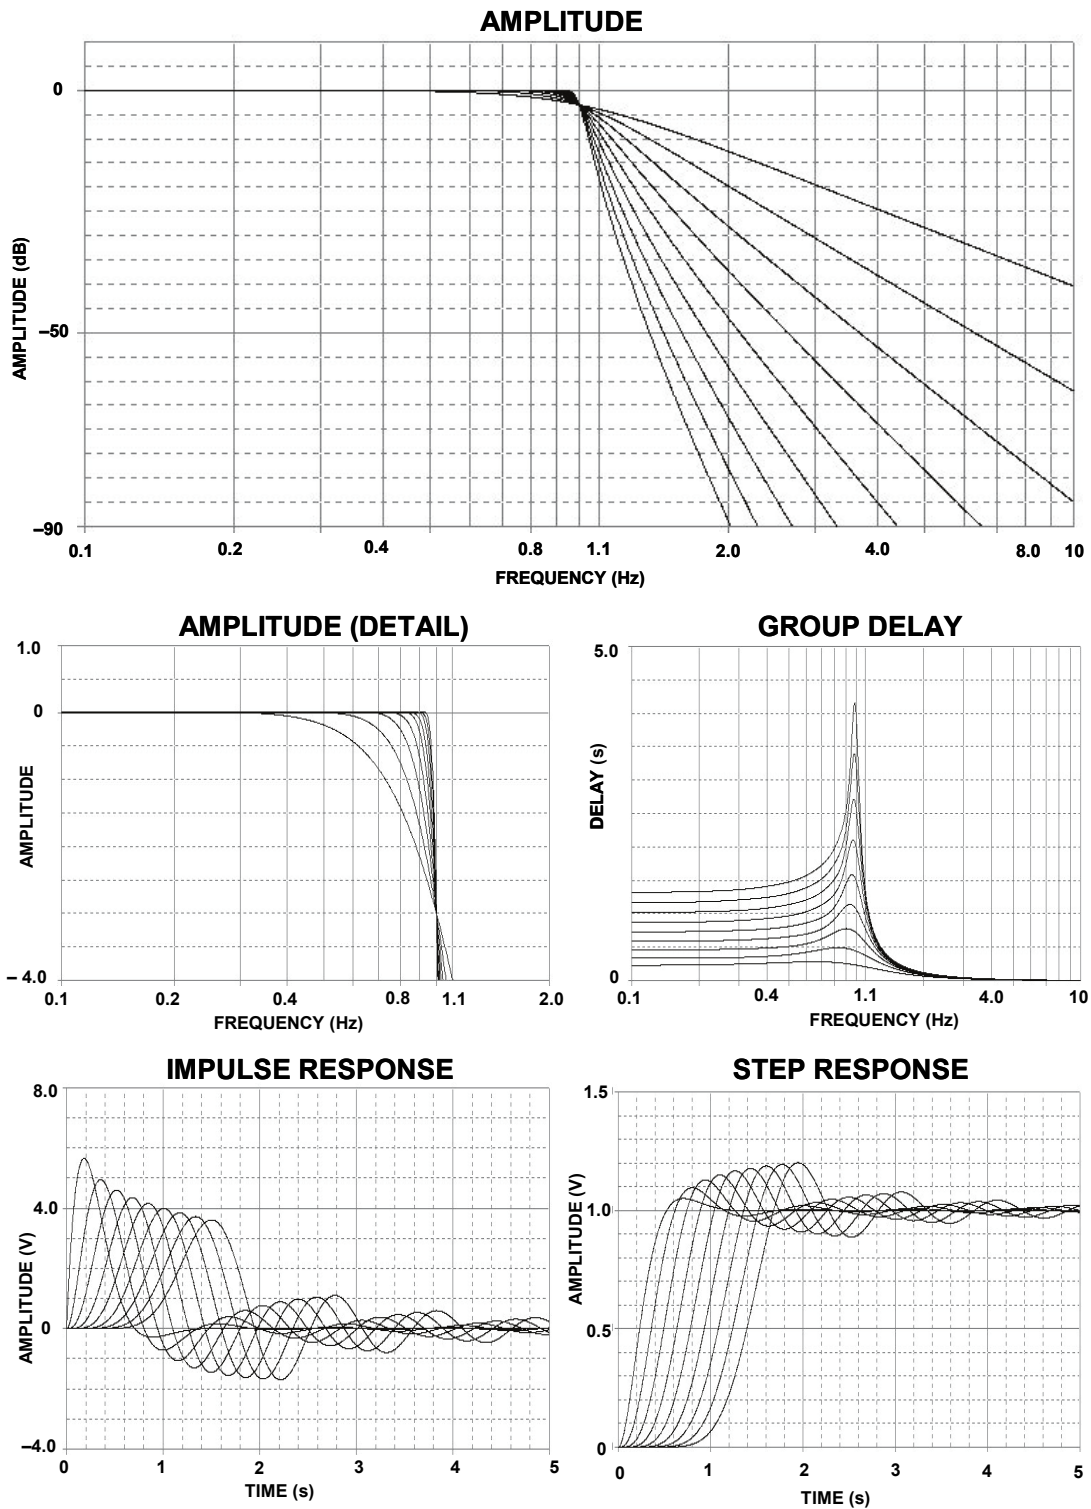 AMPLITUDE
0
–50
–90
AMPLITUDE (dB)
0.1 0.2 0.4 0.8 1.1 2.0 4.0 8.0 10
FREQUENCY (Hz)
AMPLITUDE (DETAIL)
1.0
0
– 4.0
AMPLITUDE
0.1 0.2 0.4 0.8 1.1 2.0
FREQUENCY (Hz)
GROUP DELAY
5.0
0
DELAY (s)
0.1 0.4 1.1 4.0 10
FREQUENCY (Hz)
IMPULSE RESPONSE
8.0
4.0
0
–4.0
AMPLITUDE (V)
0 1 2 3 4 5
TIME (s)
STEP RESPONSE
1.5
1.0
0.5
0
AMPLITUDE (V)
0 1 2 3 4 5
TIME (s)